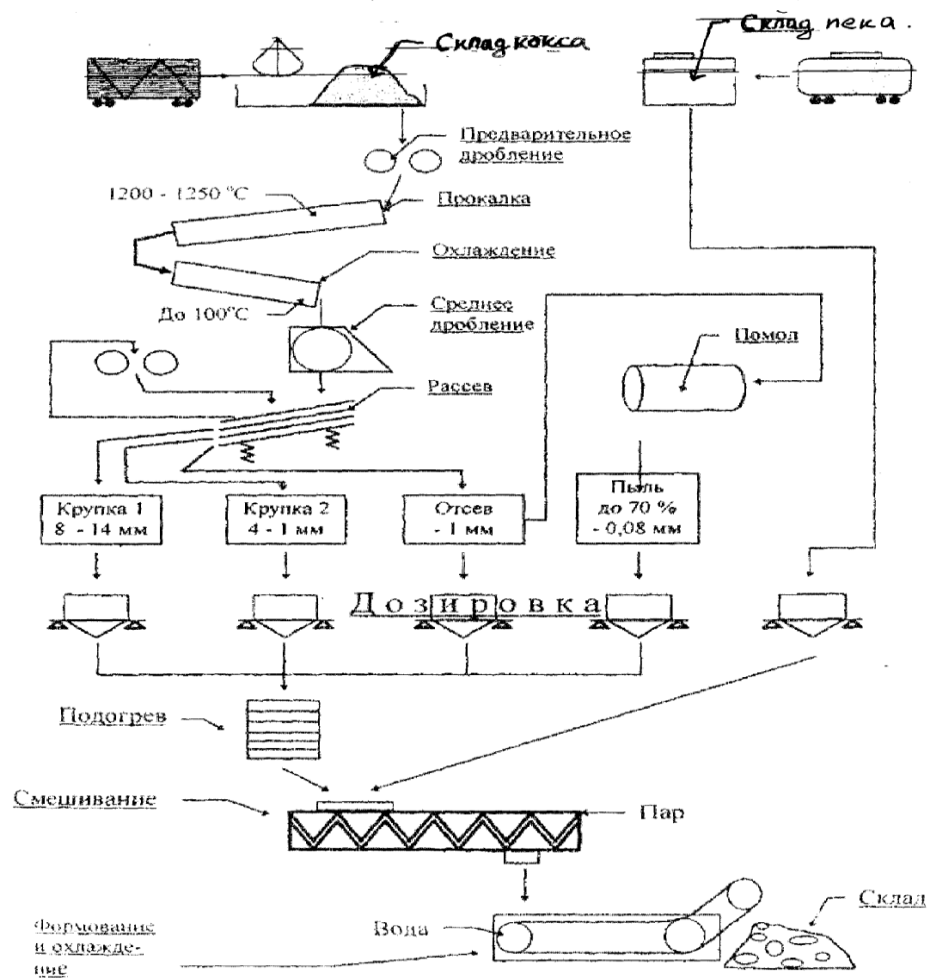 Склад кокса
Склад пека.
Предварительное
дробление
1200 - 1250 °C
Прокалка
Охлаждение
До 100°C
Среднее
дробление
Помол
Рассев
Крупка 1
8 - 14 мм
Крупка 2
4 - 1 мм
Отсев
- 1 мм
Пыль
до 70 %
- 0,08 мм
Дозировка
Подогрев
Смешивание
Пар
Склад
Вода
Формование
и охлажде-
ние